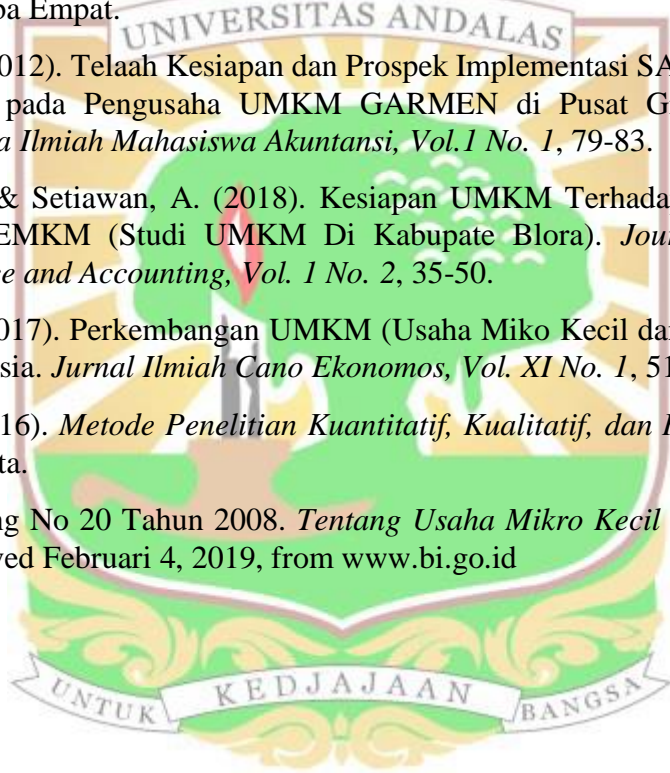 pa Empat.
UNIVERSITAS ANDALAS
012). Telaah Kesiapan dan Prospek Implementasi SA
pada Pengusaha UMKM GARMEN di Pusat G
a Ilmiah Mahasiswa Akuntansi, Vol.1 No. 1, 79-83.
& Setiawan, A. (2018). Kesiapan UMKM Terhada
EMKM (Studi UMKM Di Kabupate Blora). Jour
ce and Accounting, Vol. 1 No. 2, 35-50.
017). Perkembangan UMKM (Usaha Miko Kecil da
sia. Jurnal Ilmiah Cano Ekonomos, Vol. XI No. 1, 51
16). Metode Penelitian Kuantitatif, Kualitatif, dan
ta.
ng No 20 Tahun 2008. Tentang Usaha Mikro Kecil
ved Februari 4, 2019, from www.bi.go.id
UNTUK KEDJAJAAN BANGSA